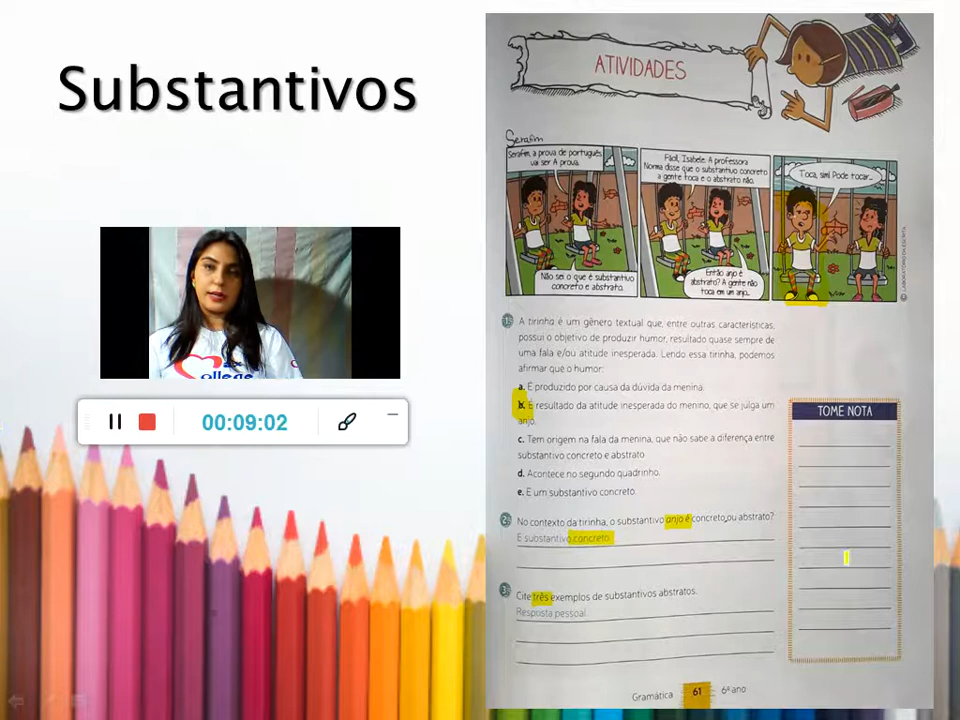 Substantivos
ollege
00:09:02
ATIVIDADES
Serafim
Serafim, a prova de português
vai ser A prova.
Não sei o que é substantivo
concreto e abstrato.
Fácil, Isabele. A professora
Norma disse que o substantivo concreto
a gente toca e o abstrato não.
Então anjo é
abstrato? A gente não
toca em um anjo...
Toca, sim! Pode tocar...
© LABORATÓRIO DA ESCRITA
A tirinha é um gênero textual que, entre outras características,
possui o objetivo de produzir humor, resultado quase sempre de
uma fala e/ou atitude inesperada. Lendo essa tirinha, podemos
afirmar que o humor:
a. É produzido por causa da dúvida da menina.
b. É resultado da atitude inesperada do menino, que se julga um
anjo.
c. Tem origem na fala da menina, que não sabe a diferença entre
substantivo concreto e abstrato
d. Acontece no segundo quadrinho.
e. É um substantivo concreto.
No contexto da tirinha, o substantivo anjo é concreto ou abstrato?
É substantivo concreto.
Cite três exemplos de substantivos abstratos.
Resposta pessoal.
TOME NOTA
Gramática 61 6º ano